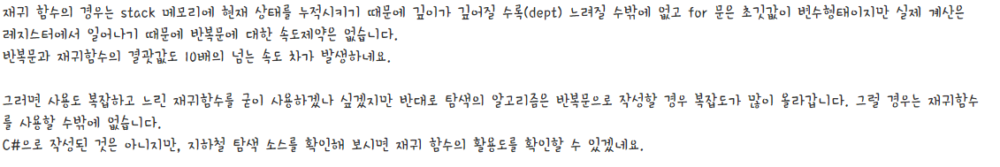 재귀 함수의 경우는 stack 메모리에 현재 상태를 누적시키기 때문에 깊이가 깊어질 수록(dept) 느려질 수밖에 없고 for 문은 초깃값이 변수형태이지만 실제 계산은
레지스터에서 일어나기 때문에 반복문에 대한 속도제약은 없습니다.
반복문과 재귀함수의 결괏값도 10배의 넘는 속도 차가 발생하네요.
그러면 사용도 복잡하고 느린 재귀함수를 굳이 사용하겠나 싶겠지만 반대로 탐색의 알고리즘은 반복문으로 작성할 경우 복잡도가 많이 올라갑니다. 그럴 경우는 재귀함수
를 사용할 수밖에 없습니다.
C#으로 작성된 것은 아니지만, 지하철 탐색 소스를 확인해 보시면 재귀 함수의 활용도를 확인할 수 있겠네요.